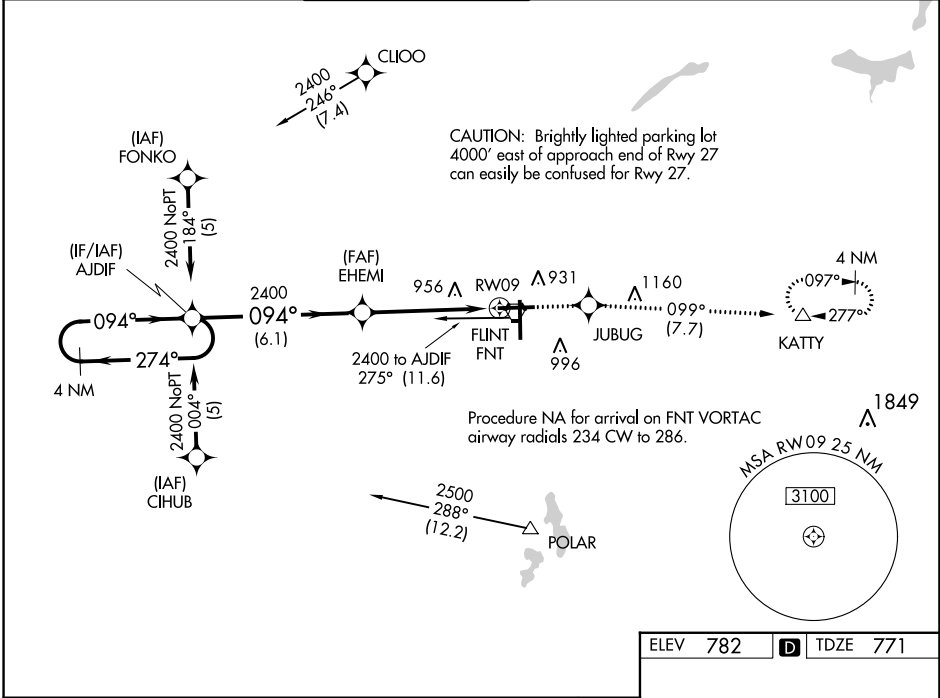 CLIOO
2400
246°
(7.4)
CAUTION: Brightly lighted parking lot
4000' east of approach end of Rwy 27
can easily be confused for Rwy 27.
(IAF)
FONKO
2400 NoPT
184°
(5)
(IF/IAF)
AJDIF
(FAF)
EHEMI
2400
094°
(6.1)
094°
274°
4 NM
956
RW09
931
1160
4 NM
097°
277°
099°
(7.7)
KATTY
JUBUG
FLINT
FNT
996
2400 to AJDIF
275° (11.6)
2400 NoPT
004°
(5)
(IAF)
CIHUB
Procedure NA for arrival on FNT VORTAC
airway radials 234 CW to 286.
1849
MSA RW09 25 NM
3100
2500
288°
(12.2)
POLAR
ELEV 782 D TDZE 771